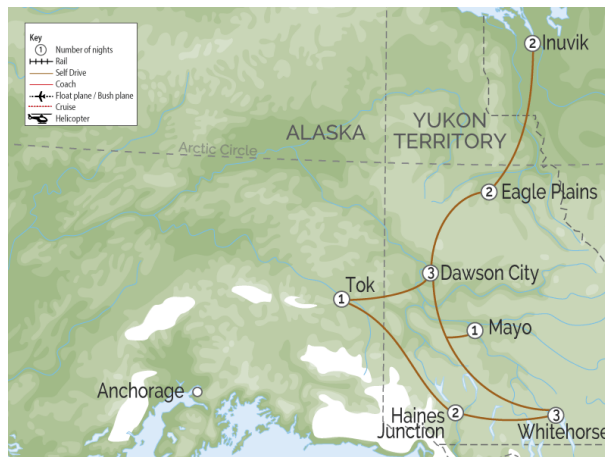 Key
1 Number of nights
Rail
Self Drive
Coach
Float plane / Bush plane
Cruise
Helicopter
2 Inuvik
ALASKA
YUKON
TERRITORY
Arctic Circle
2 Eagle Plains
3 Dawson City
Tok
1
1 Mayo
Anchorage
Haines
Junction
2
3
Whitehorse